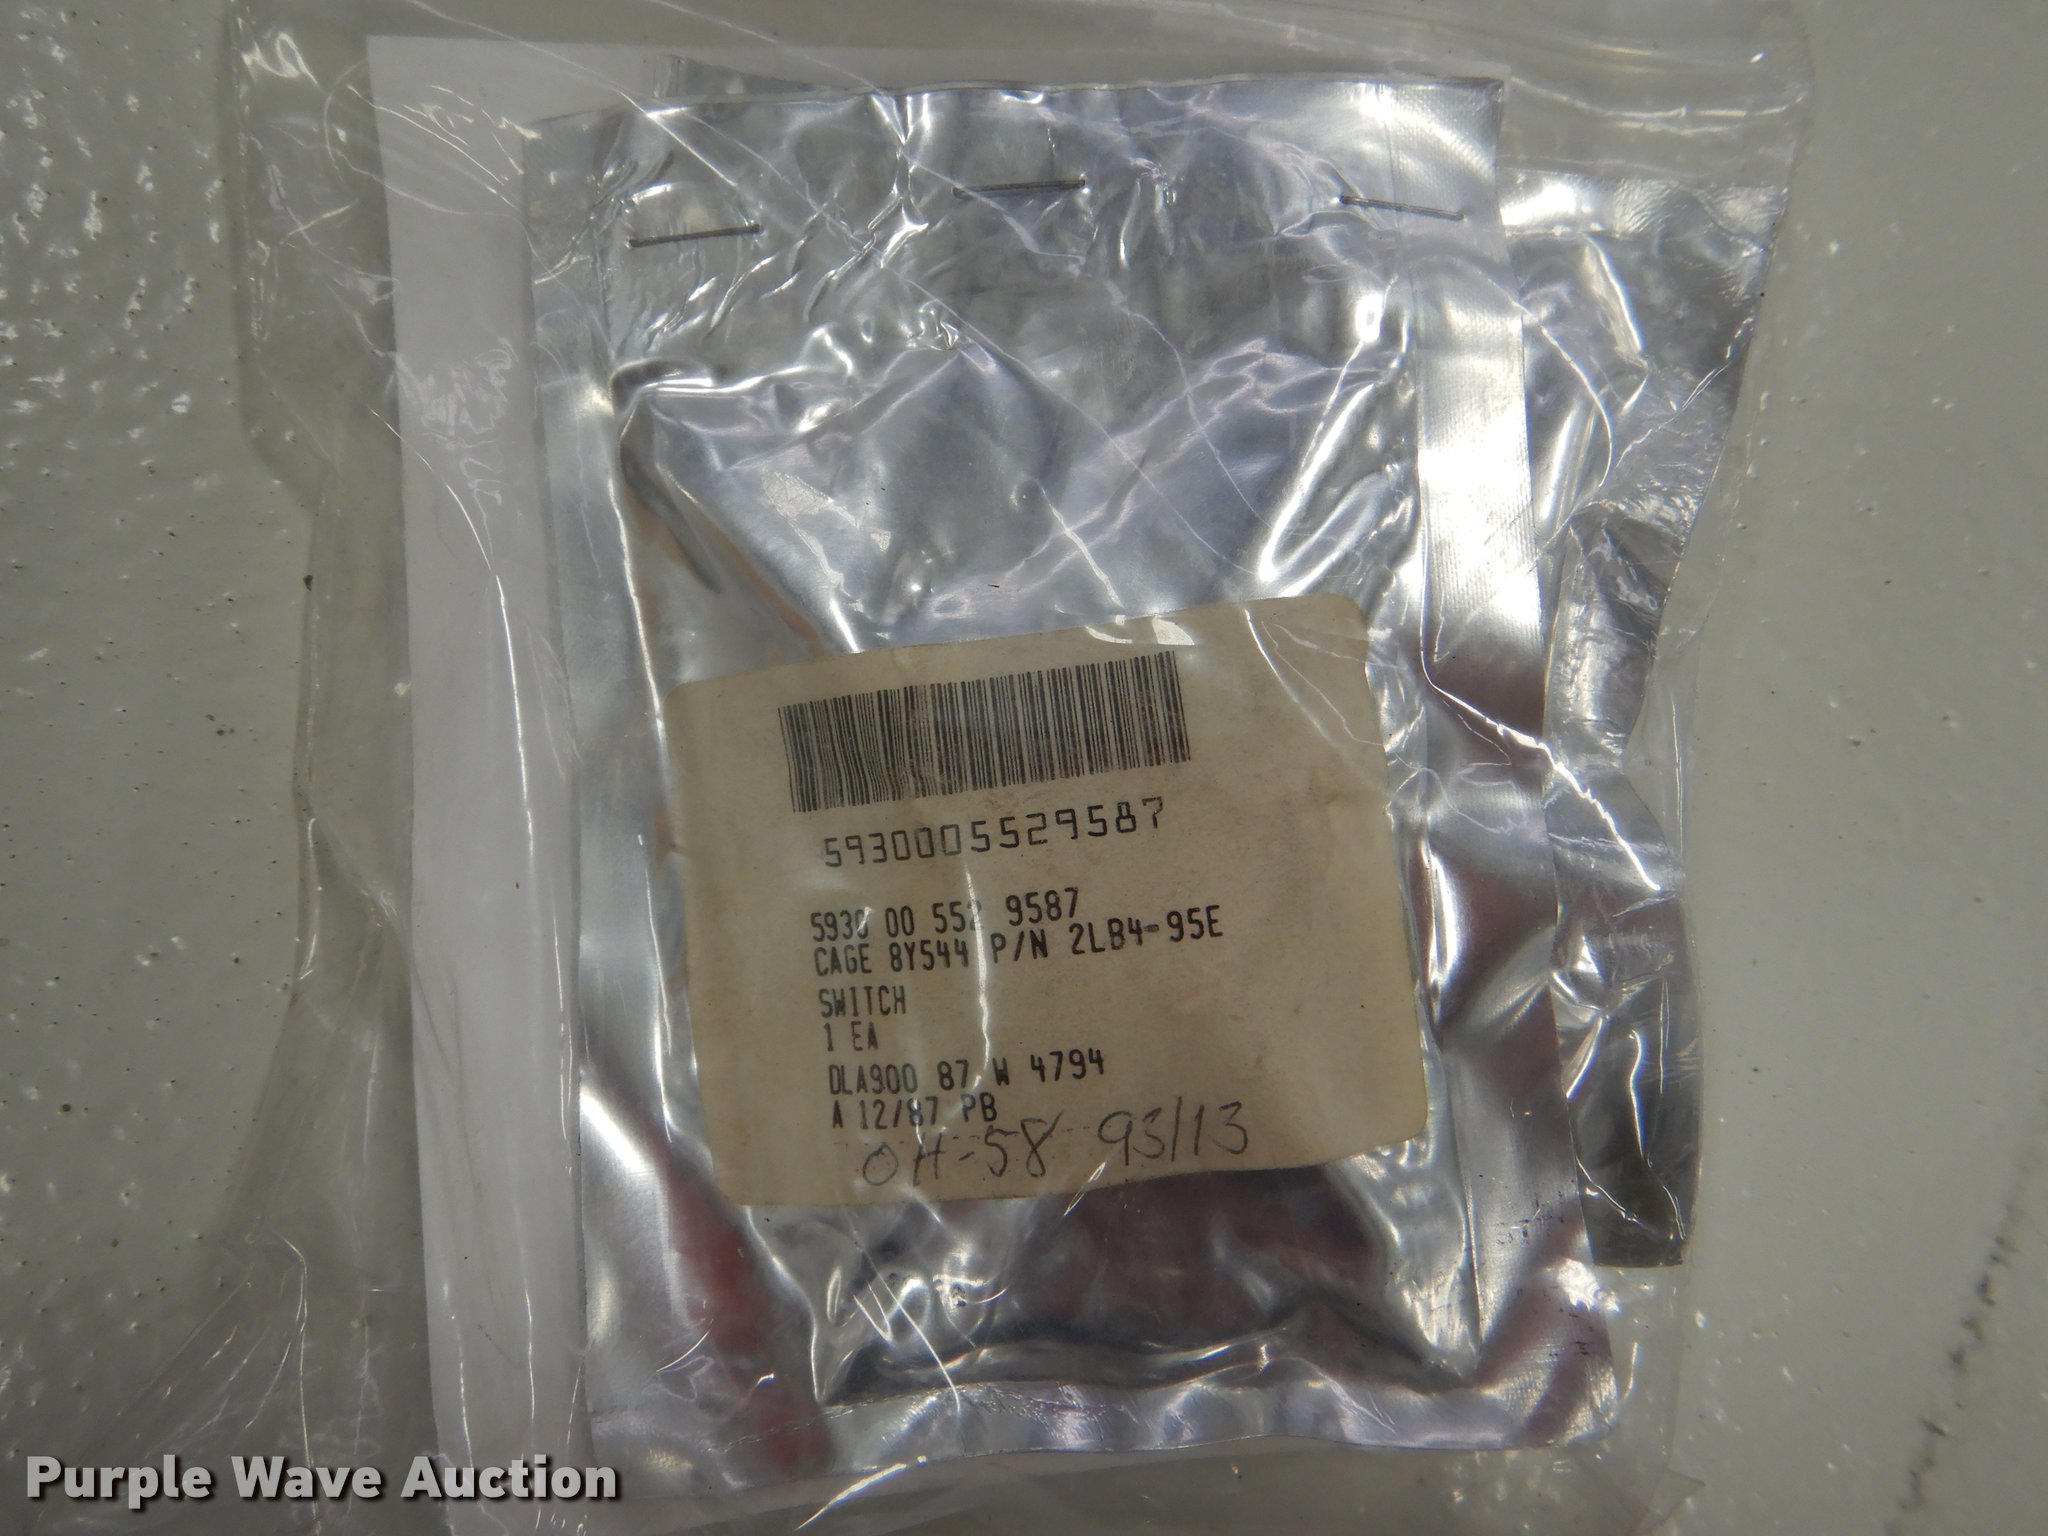 5930005529587
5930 00 552 9587
CAGE 8Y544 P/N 2LB4-95E
SWITCH
1 EA
DLA900 87 W 4794
A 12/87 PB
OH-58 93/13
Purple Wave Auction